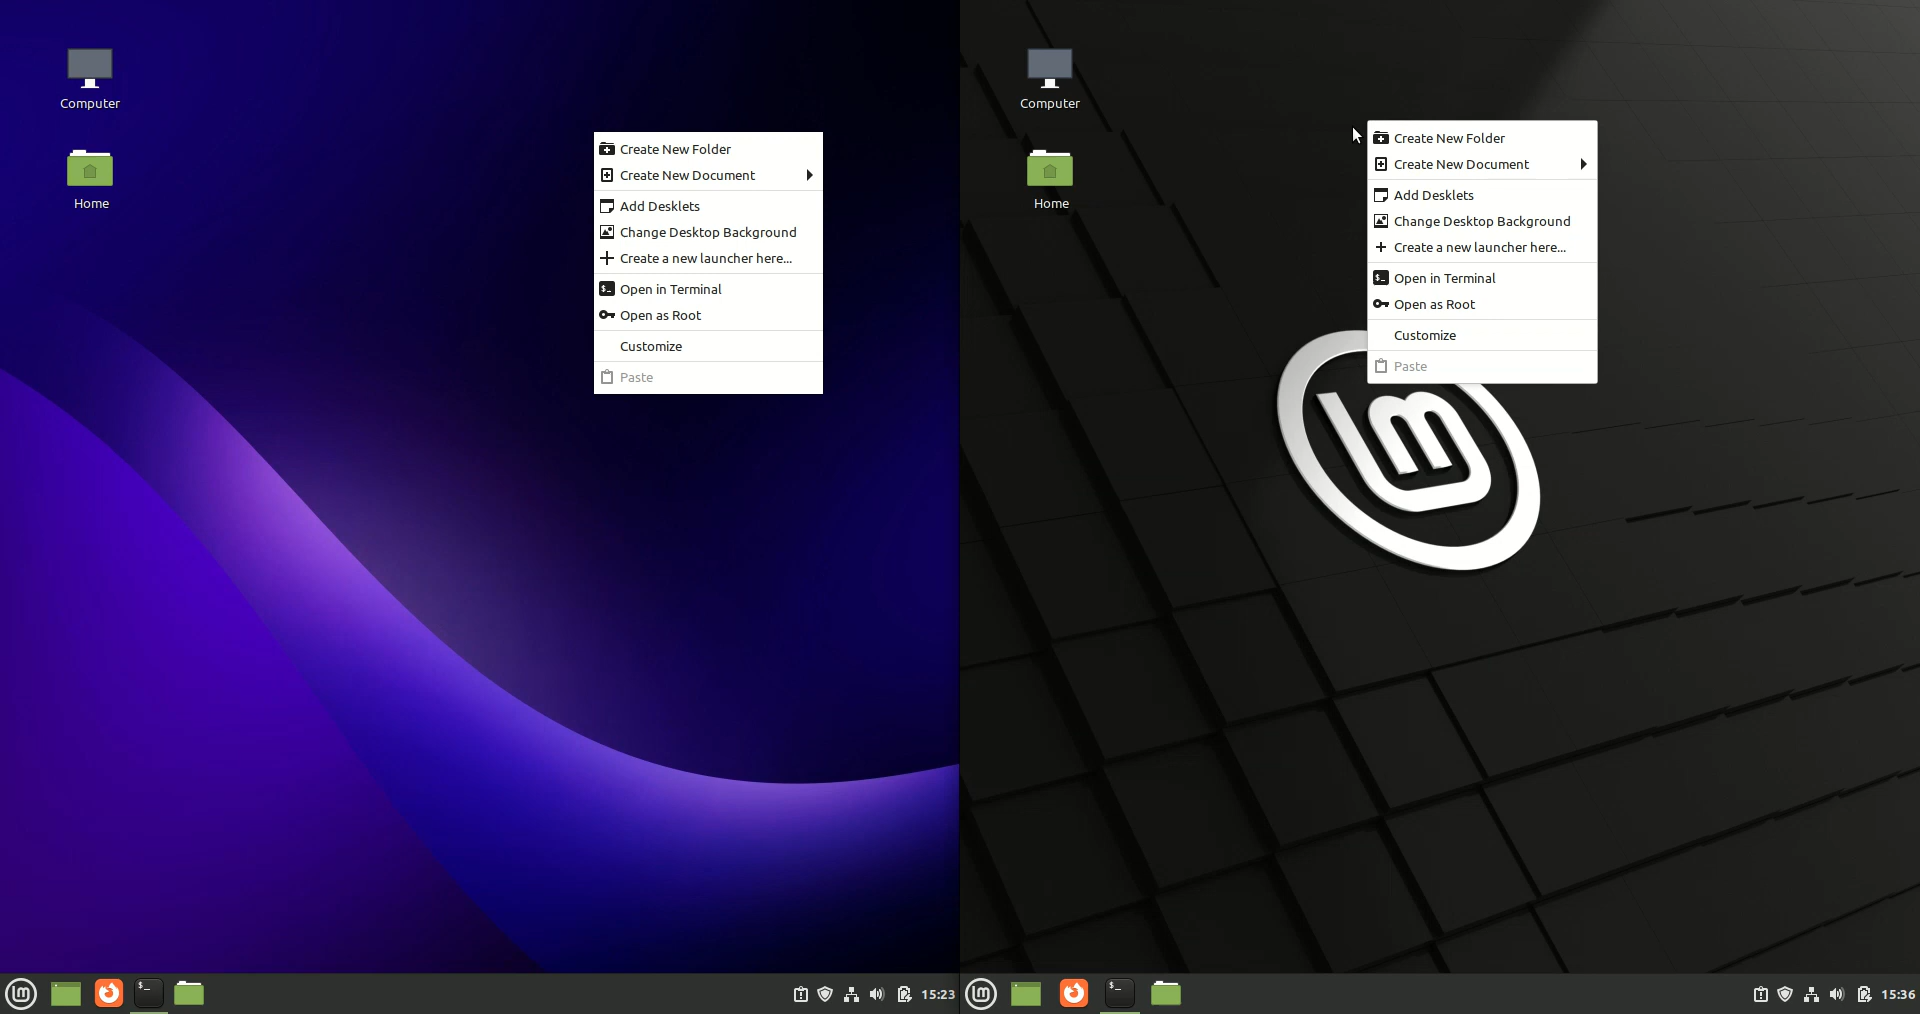 Computer
Home
Create New Folder
Create New Document
Add Desklets
Change Desktop Background
Create a new launcher here...
Open in Terminal
Open as Root
Customize
Paste
15:23
Computer
Home
Create New Folder
Create New Document
Add Desklets
Change Desktop Background
Create a new launcher here...
Open in Terminal
Open as Root
Customize
Paste
15:36